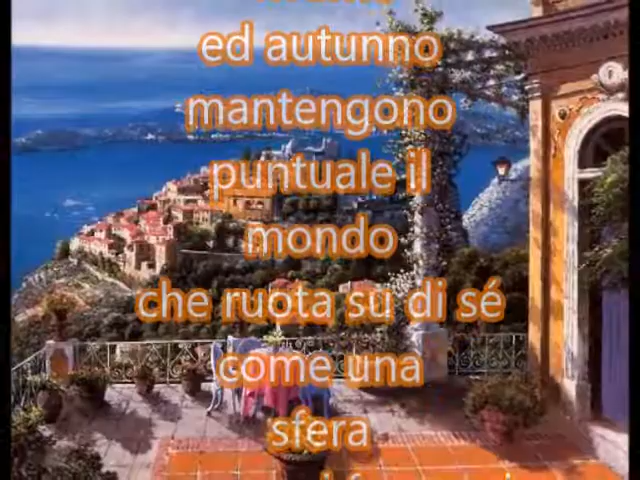 ed autunno
mantengono
puntuale il
mondo
che ruota su di sé
come una
sfera